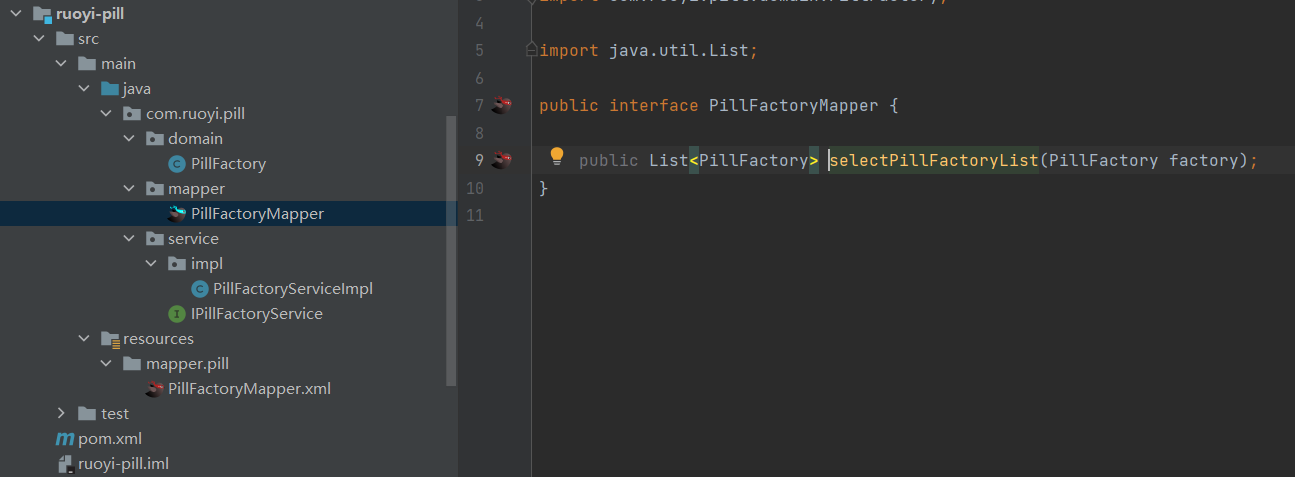 ruoyi-pill
src
main
java
com.ruoyi.pill
domain
PillFactory
mapper
PillFactoryMapper
service
impl
PillFactoryServiceImpl
IPillFactoryService
resources
mapper.pill
PillFactoryMapper.xml
test
pom.xml
ruoyi-pill.iml
4
5 import java.util.List;
6
7 public interface PillFactoryMapper {
8
9 public List<PillFactory> selectPillFactoryList(PillFactory factory);
10 }
11